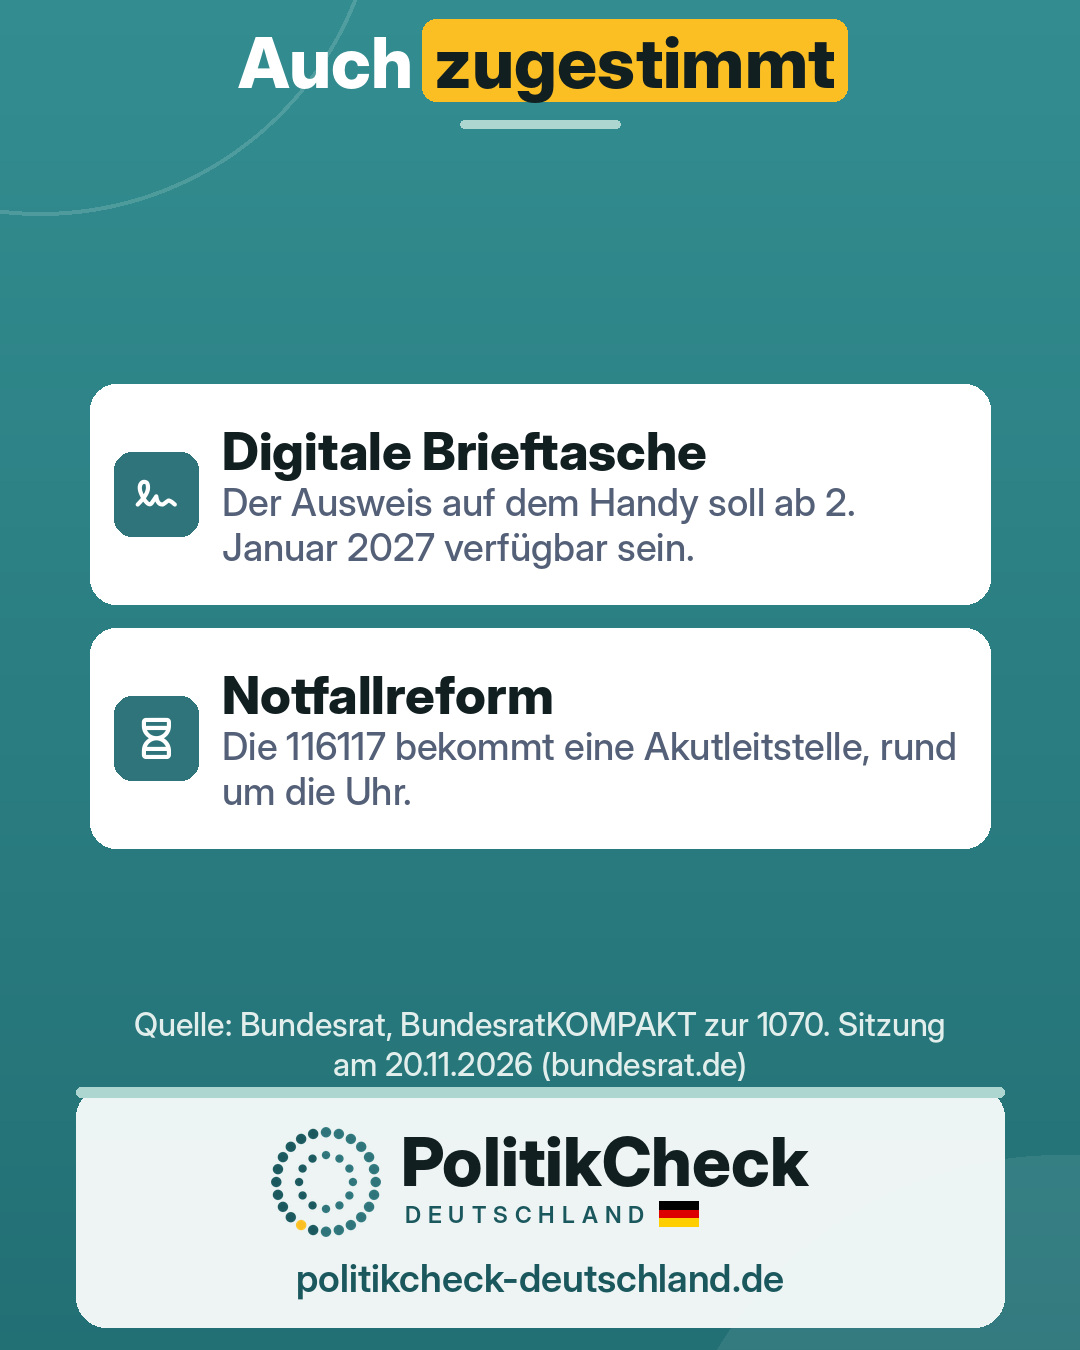 Auch zugestimmt
Digitale Brieftasche
Der Ausweis auf dem Handy soll ab 2.
Januar 2027 verfügbar sein.
Notfallreform
Die 116117 bekommt eine Akutleitstelle, rund
um die Uhr.
Quelle: Bundesrat, BundesratKOMPAKT zur 1070. Sitzung
am 20.11.2026 (bundesrat.de)
PolitikCheck
DEUTSCHLAND
politikcheck-deutschland.de